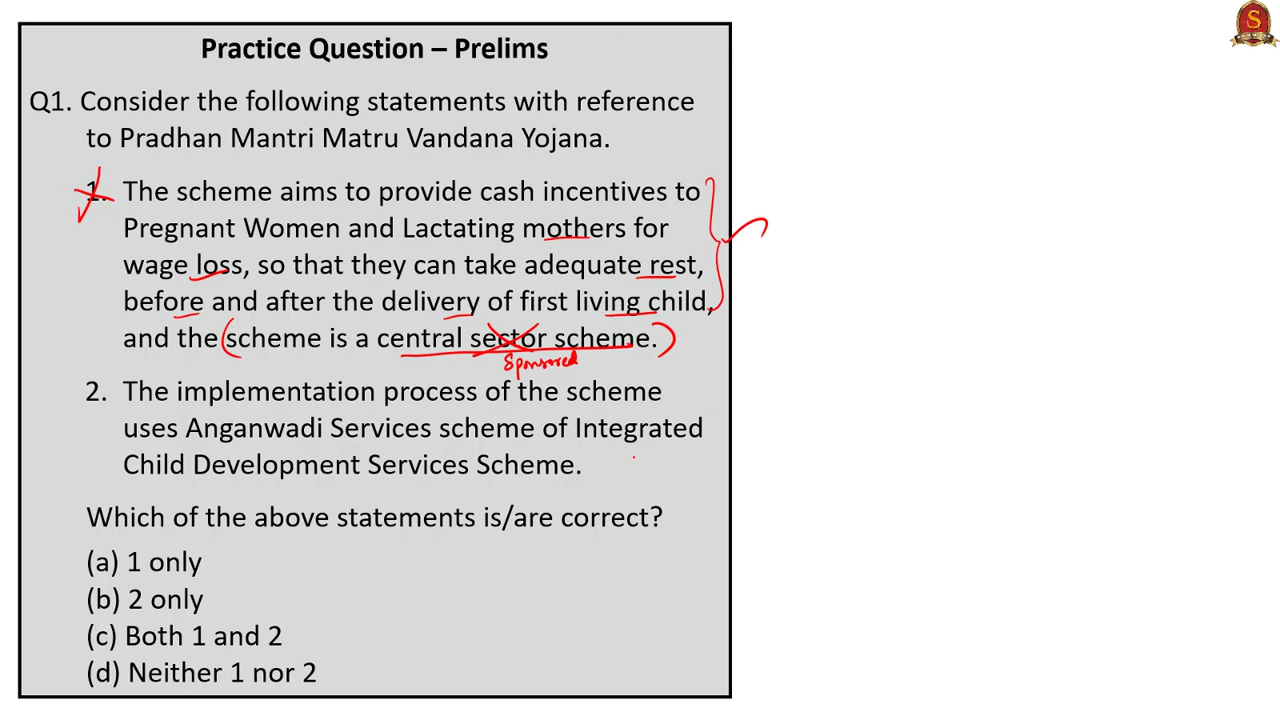 Practice Question – Prelims
Q1. Consider the following statements with reference
to Pradhan Mantri Matru Vandana Yojana.
1. The scheme aims to provide cash incentives to
Pregnant Women and Lactating mothers for
wage loss, so that they can take adequate rest,
before and after the delivery of first living child,
and the (scheme is a central sector scheme.)
Sponsored
2. The implementation process of the scheme
uses Anganwadi Services scheme of Integrated
Child Development Services Scheme.
Which of the above statements is/are correct?
(a) 1 only
(b) 2 only
(c) Both 1 and 2
(d) Neither 1 nor 2
S